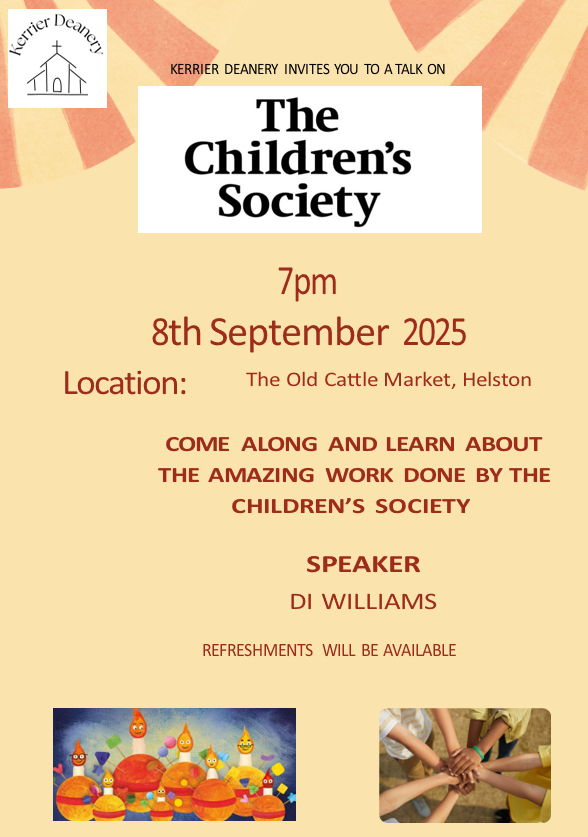 Kerrier Deanery
KERRIER DEANERY INVITES YOU TO A TALK ON
The
Children's
Society
7pm
8th September 2025
Location:
The Old Cattle Market, Helston
COME ALONG AND LEARN ABOUT
THE AMAZING WORK DONE BY THE
CHILDREN'S SOCIETY
SPEAKER
DI WILLIAMS
REFRESHMENTS WILL BE AVAILABLE